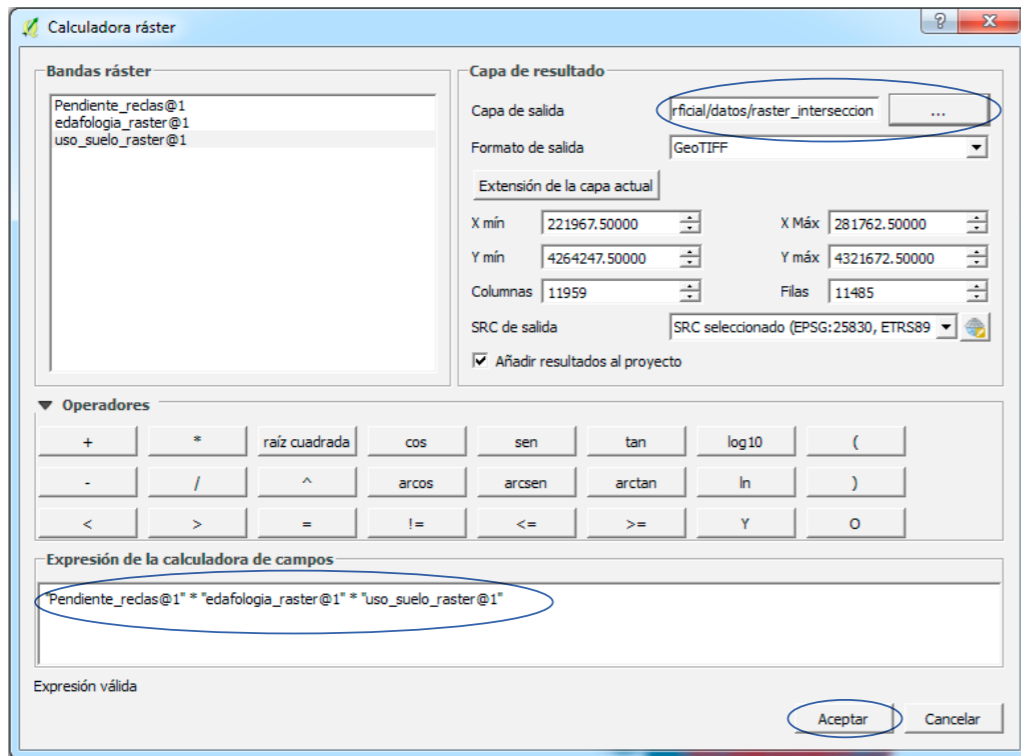 Calculadora ráster
Bandas ráster
Pendiente_reclas@1
edafologia_raster@1
uso_suelo_raster@1
Capa de resultado
Capa de salida rficial/datos/raster_interseccion ...
Formato de salida GeoTIFF
Extensión de la capa actual
X mín 221967.50000 X Máx 281762.50000
Y mín 4264247.50000 Y máx 4321672.50000
Columnas 11959 Filas 11485
SRC de salida SRC seleccionado (EPSG:25830, ETRS89
Añadir resultados al proyecto
Operadores
+ * raíz cuadrada cos sen tan log10 (
- / ^ arcos arcsen arctan ln )
< > = != <= >= Y O
Expresión de la calculadora de campos
"Pendiente_reclas@1" * "edafologia_raster@1" * "uso_suelo_raster@1"
Expresión válida
Aceptar Cancelar